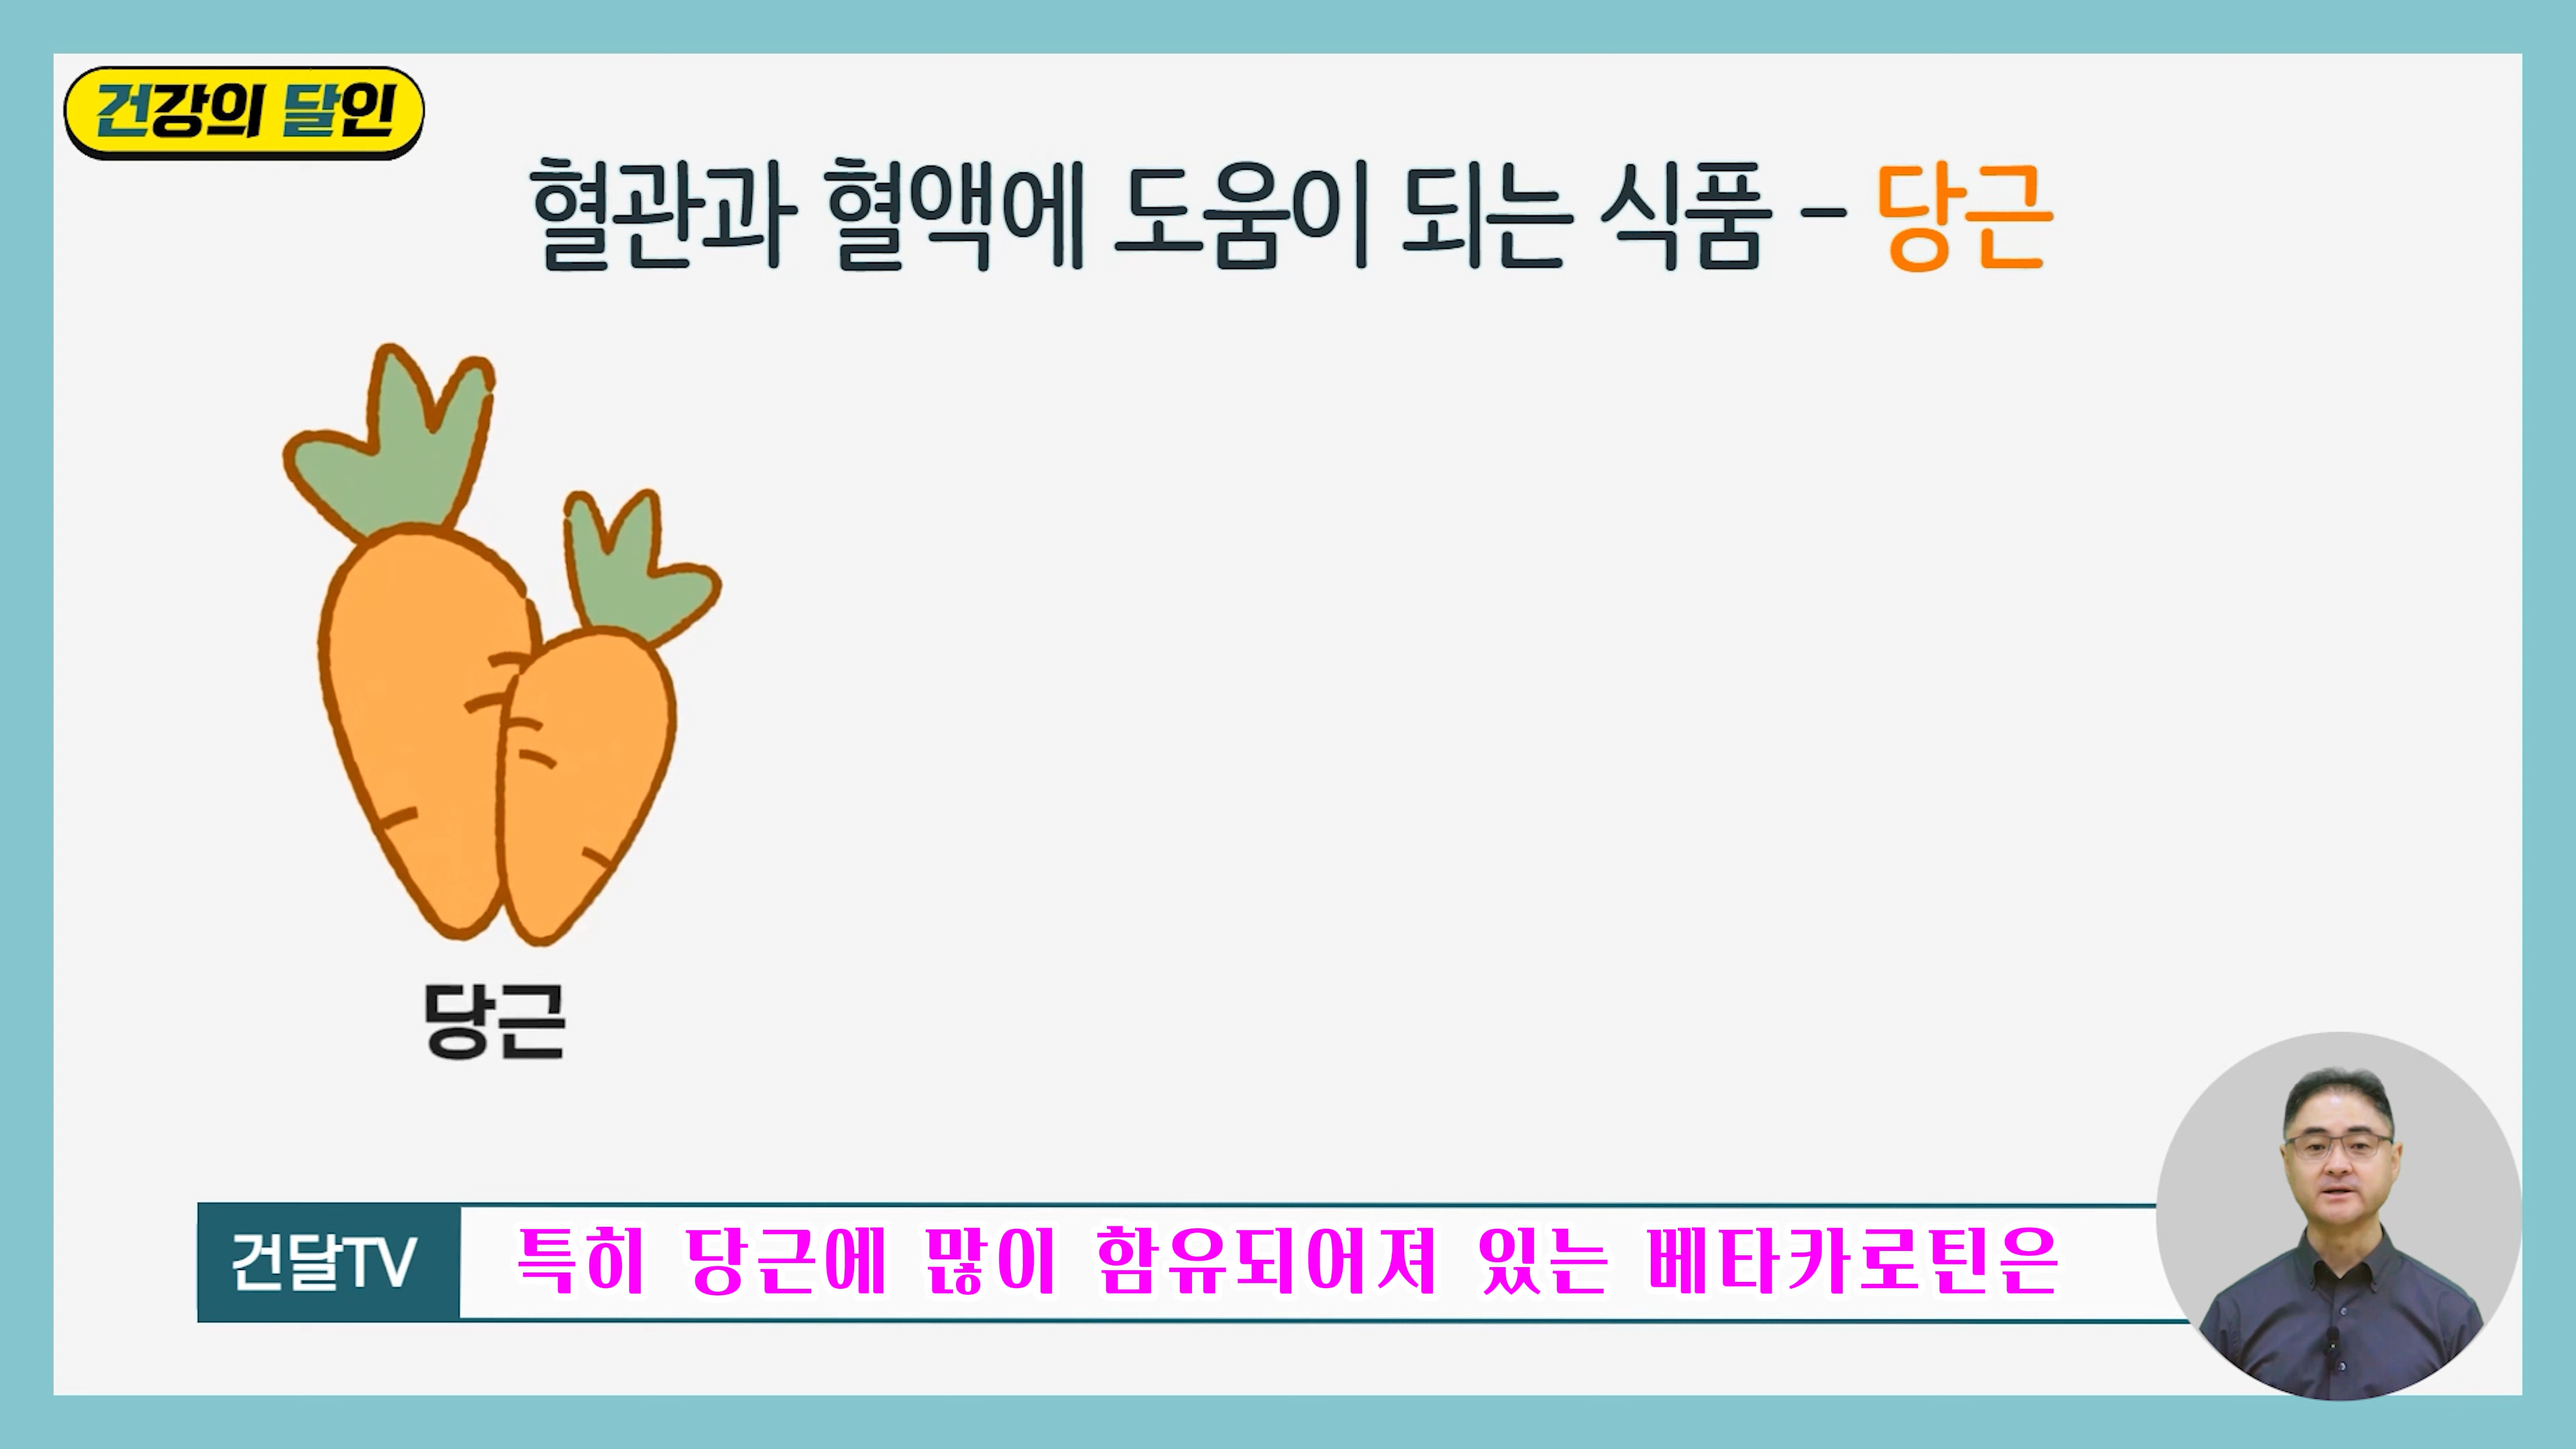 건강의 달인
혈관과 혈액에 도움이 되는 식품 - 당근
당근
건달TV
특히 당근에 많이 함유되어져 있는 베타카로틴은